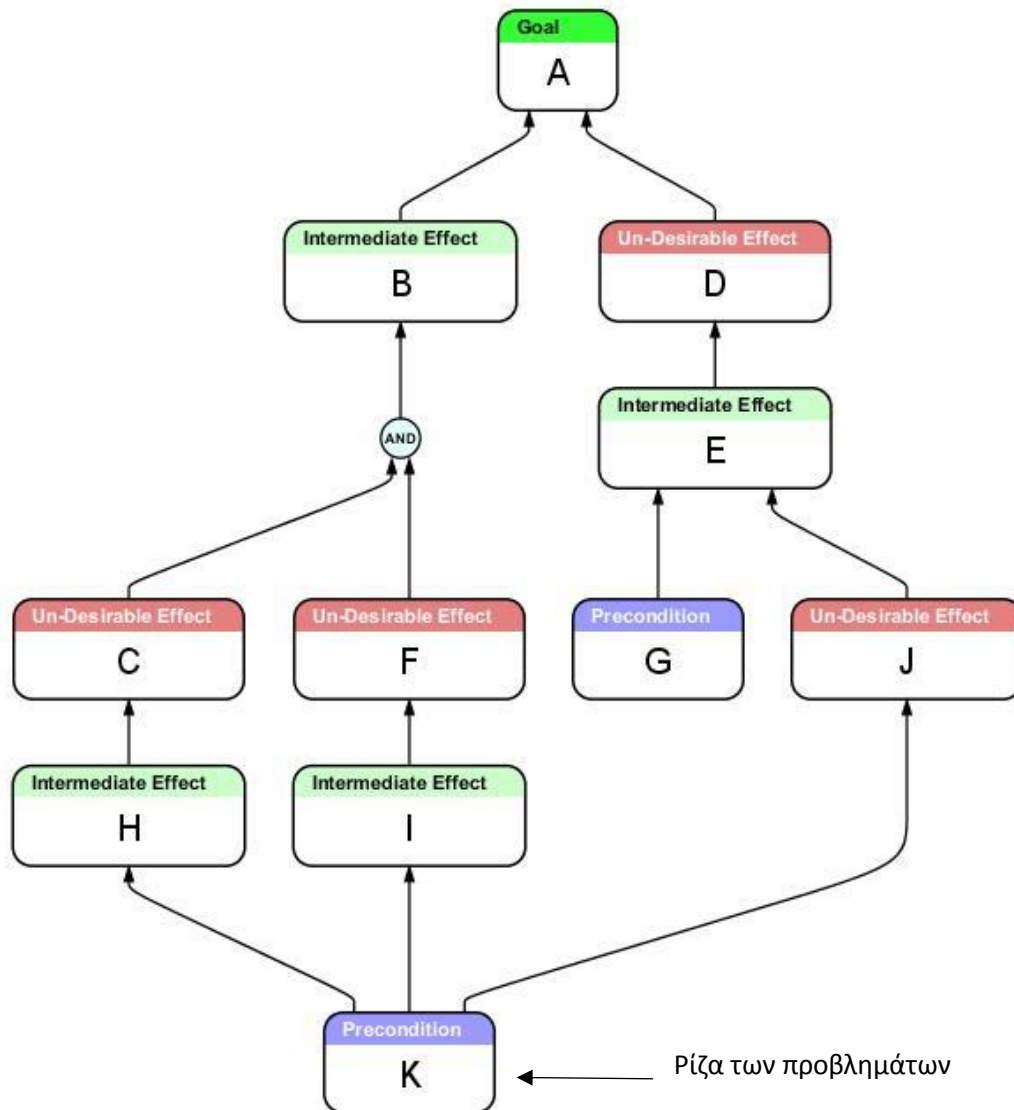 Goal
A
Intermediate Effect
B
Un-Desirable Effect
D
Intermediate Effect
E
AND
Un-Desirable Effect
C
Un-Desirable Effect
F
Precondition
G
Un-Desirable Effect
J
Intermediate Effect
H
Intermediate Effect
I
Precondition
K
Ρίζα των προβλημάτων